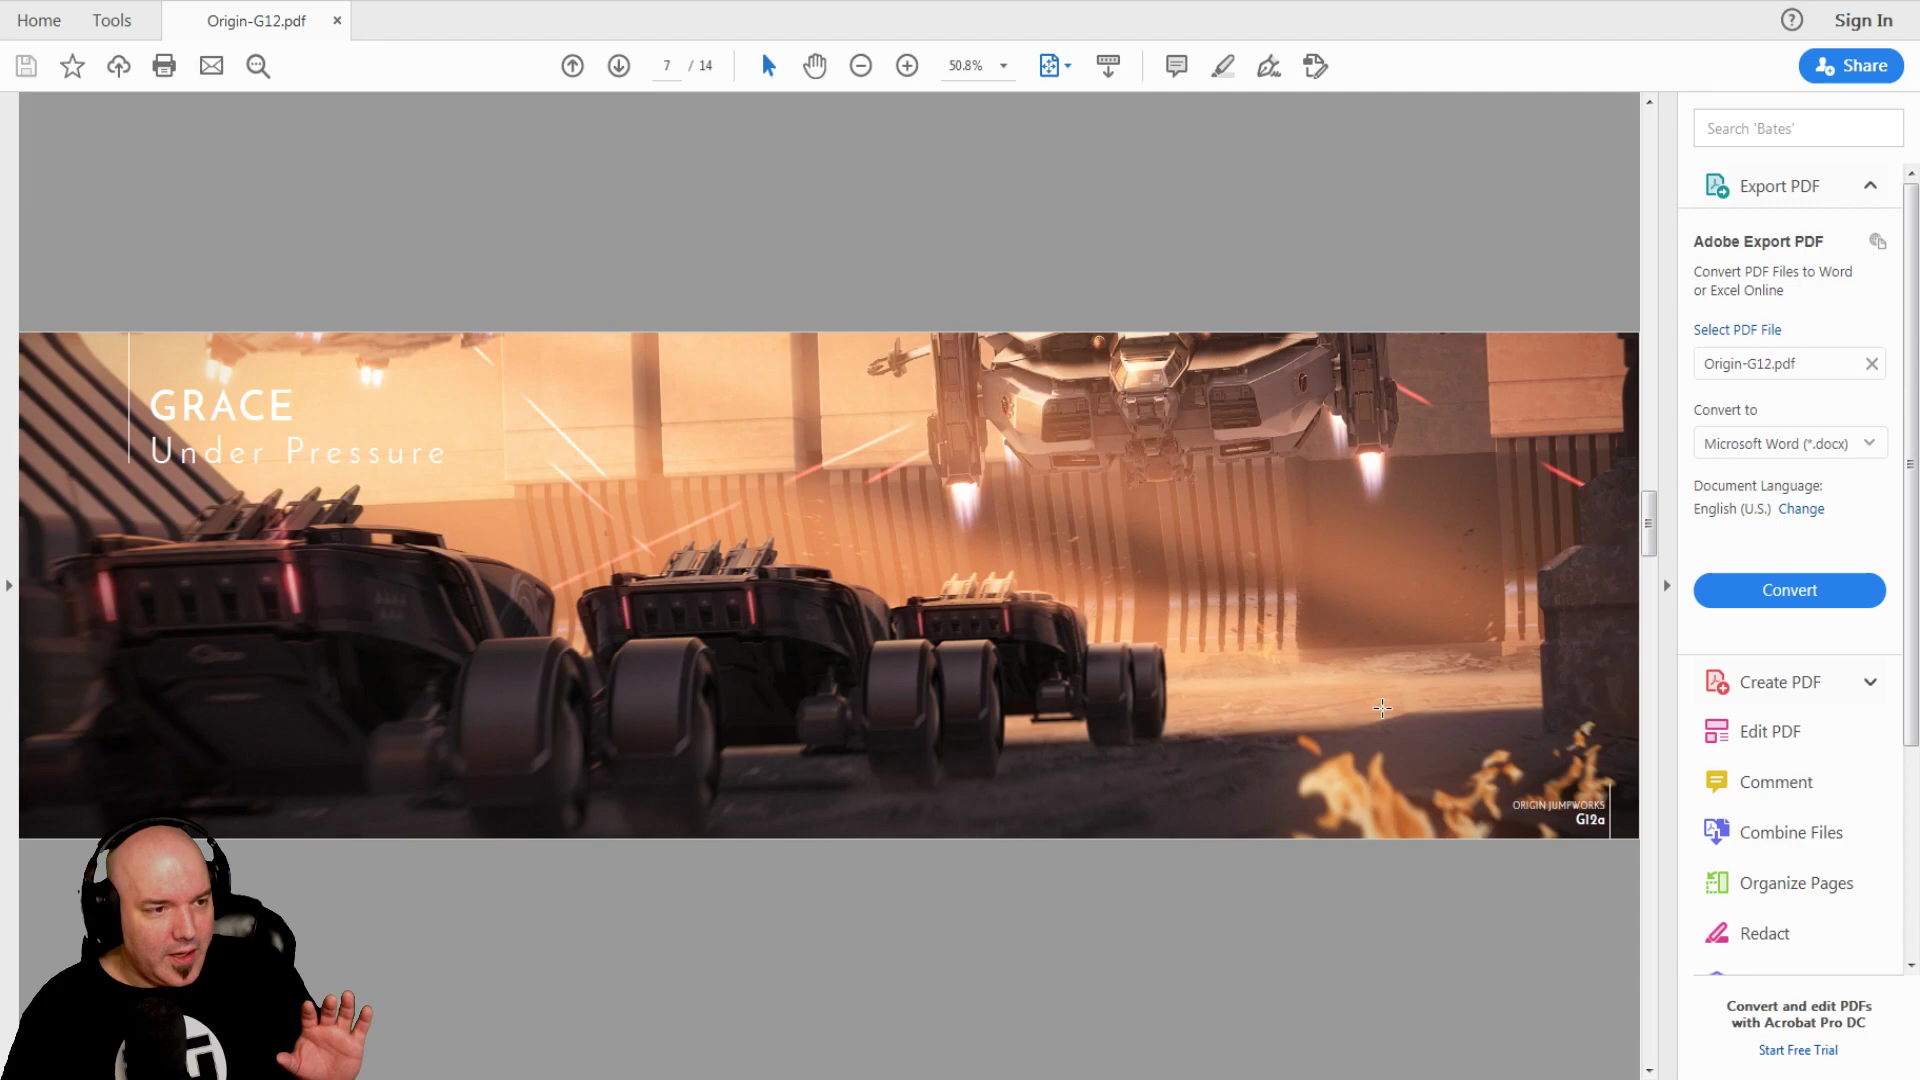 Home
Tools
Origin-G12.pdf
Sign In
7 / 14
50.8%
Share
Search 'Bates'
Export PDF
Adobe Export PDF
Convert PDF Files to Word
or Excel Online
Select PDF File
Origin-G12.pdf
Convert to
Microsoft Word (*.docx)
Document Language:
English (U.S.) Change
Convert
Create PDF
Edit PDF
Comment
Combine Files
Organize Pages
Redact
Convert and edit PDFs
with Acrobat Pro DC
Start Free Trial
GRACE
Under Pressure
ORIGIN JUMPWORKS
G12a